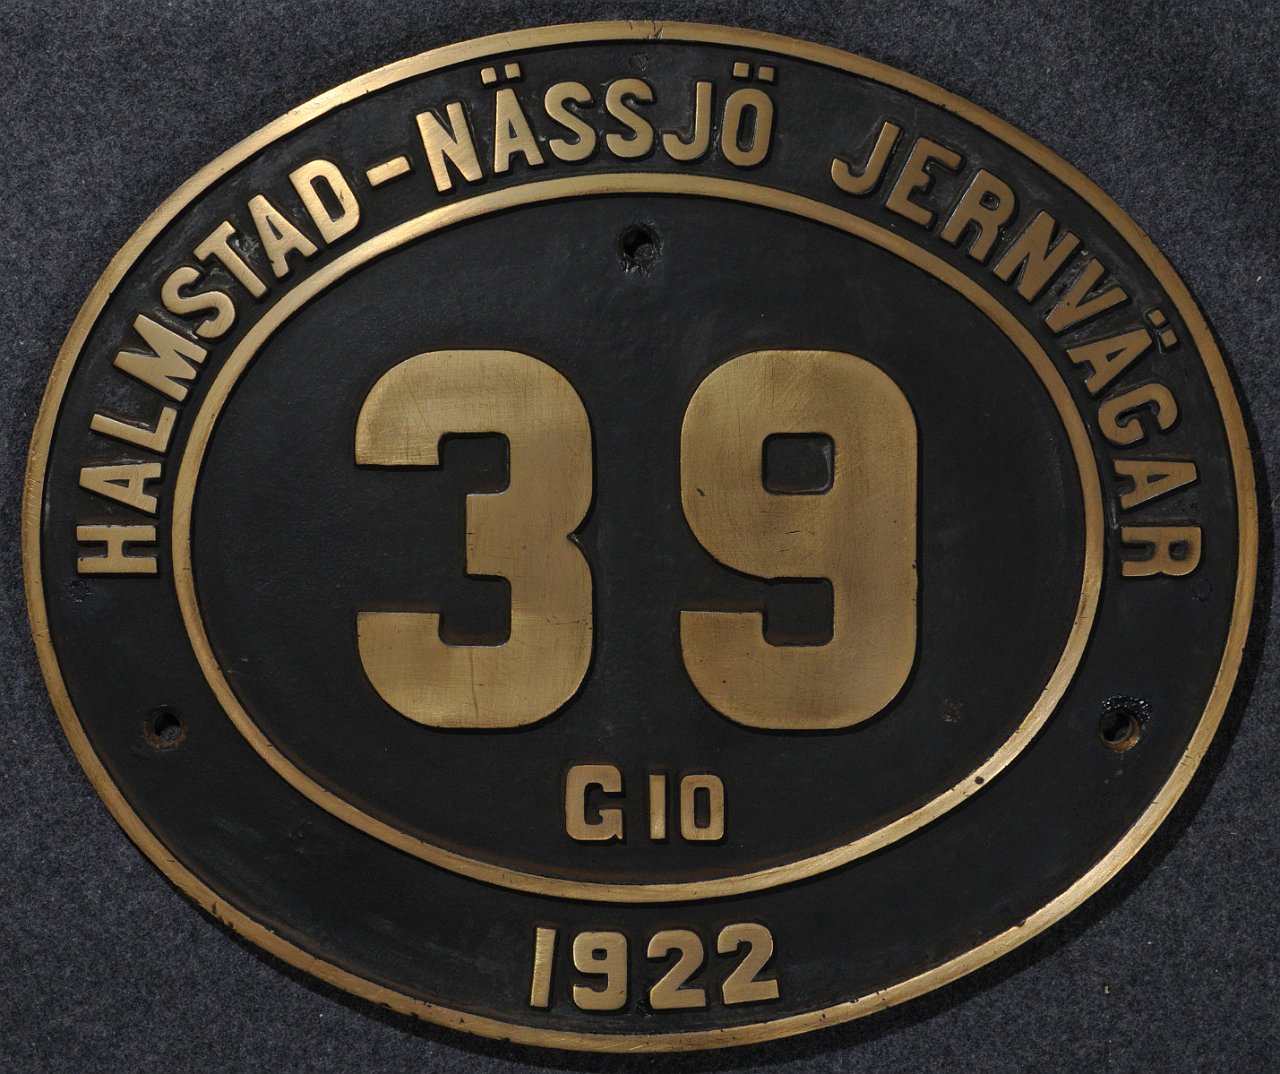 HALMSTAD-NÄSSJÖ JERNVÄGAR
39
G10
1922